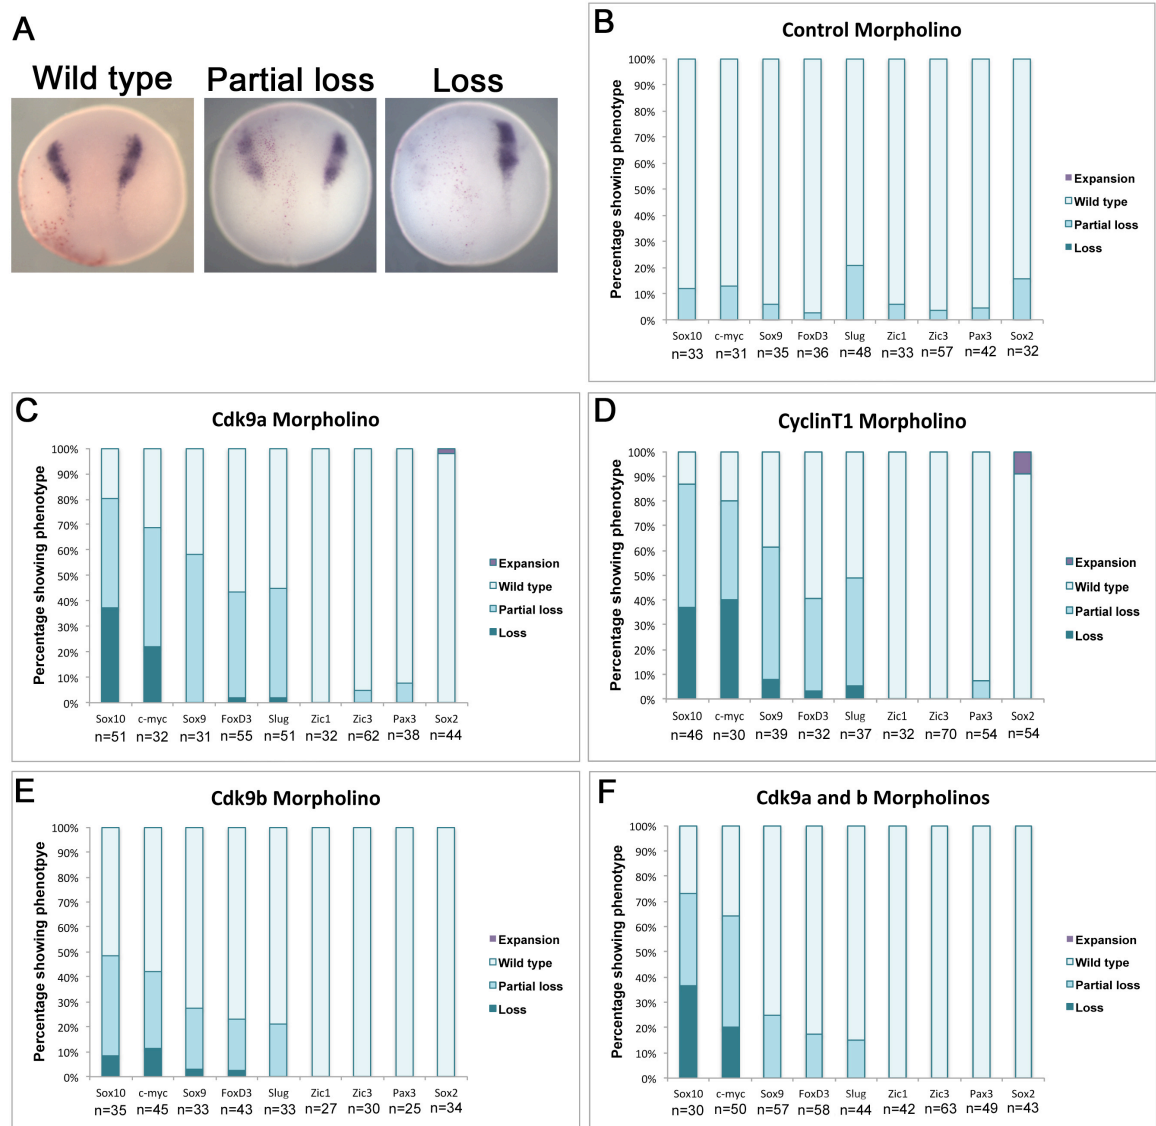 A
Wild type Partial loss Loss
B
Control Morpholino
Percentage showing phenotype
100%
90%
80%
70%
60%
50%
40%
30%
20%
10%
0%
Sox10 c-myc Sox9 FoxD3 Slug Zic1 Zic3 Pax3 Sox2
n=33 n=31 n=35 n=36 n=48 n=33 n=57 n=42 n=32
Expansion
Wild type
Partial loss
Loss
C
Cdk9a Morpholino
Percentage showing phenotype
100%
90%
80%
70%
60%
50%
40%
30%
20%
10%
0%
Sox10 c-myc Sox9 FoxD3 Slug Zic1 Zic3 Pax3 Sox2
n=51 n=32 n=31 n=55 n=51 n=32 n=62 n=38 n=44
Expansion
Wild type
Partial loss
Loss
D
CyclinT1 Morpholino
Percentage showing phenotype
100%
90%
80%
70%
60%
50%
40%
30%
20%
10%
0%
Sox10 c-myc Sox9 FoxD3 Slug Zic1 Zic3 Pax3 Sox2
n=46 n=30 n=39 n=32 n=37 n=32 n=70 n=54 n=54
Expansion
Wild type
Partial loss
Loss
E
Cdk9b Morpholino
Percentage showing phenotpye
100%
90%
80%
70%
60%
50%
40%
30%
20%
10%
0%
Sox10 c-myc Sox9 FoxD3 Slug Zic1 Zic3 Pax3 Sox2
n=35 n=45 n=33 n=43 n=33 n=27 n=30 n=25 n=34
Expansion
Wild type
Partial loss
Loss
F
Cdk9a and b Morpholinos
Percentage showing phenotype
100%
90%
80%
70%
60%
50%
40%
30%
20%
10%
0%
Sox10 c-myc Sox9 FoxD3 Slug Zic1 Zic3 Pax3 Sox2
n=30 n=50 n=57 n=58 n=44 n=42 n=63 n=49 n=43
Expansion
Wild type
Partial loss
Loss